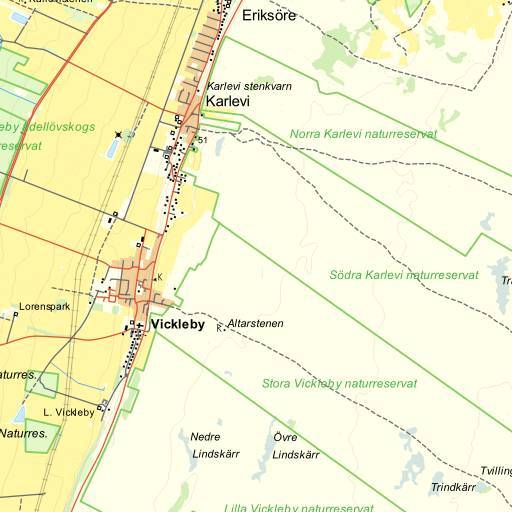 Eriksöre
Karlevi stenkvarn
Karlevi
Norra Karlevi naturreservat
51
Södra Karlevi naturreservat
K
Lorenspark
Vickleby
R
Altarstenen
Stora Vickleby naturreservat
L. Vickleby
Naturres.
Nedre
Lindskärr
Övre
Lindskärr
Trindkärr
Lilla Vickleby naturreservat